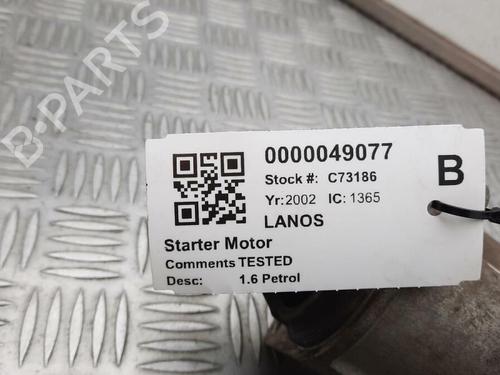 B-PARTS
0000049077
B
Stock #: C73186
Yr: 2002 IC: 1365
LANOS
Starter Motor
Comments TESTED
Desc: 1.6 Petrol